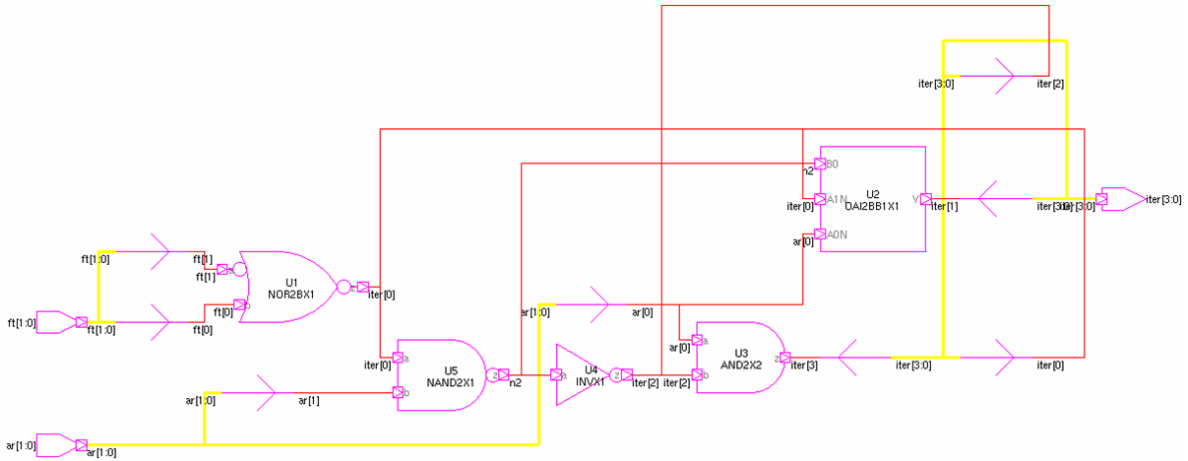 iter[3:0]
iter[2]
B0
n2
U2
OAI2BB1X1
iter[0]
A1N
Y
iter[1]
iter[3:0]
iter[3:0]
iter[3:0]
ar[0]
A0N
ft[1:0]
ft[1]
ft[1]
a
U1
NOR2BX1
z
iter[0]
ft[1:0]
ft[1:0]
ft[0]
ft[0]
b
ar[1:0]
ar[0]
ar[0]
a
U3
AND2X2
z
iter[3]
iter[3:0]
iter[0]
iter[0]
a
U5
NAND2X1
z
n2
a
U4
INVX1
iter[2]
iter[2]
b
ar[1:0]
ar[1]
b
ar[1:0]
ar[1:0]